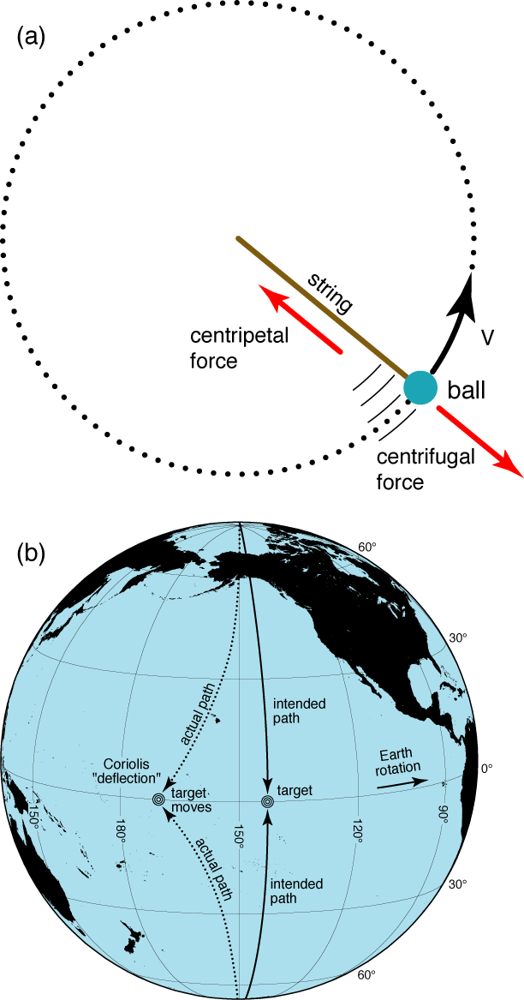 (a)
string
centripetal
force
V
ball
centrifugal
force
(b)
60°
30°
actual path
intended
path
Earth
rotation
0°
Coriolis
"deflection"
target
moves
target
150°
180°
150°
120°
90°
actual path
intended
path
30°
60°